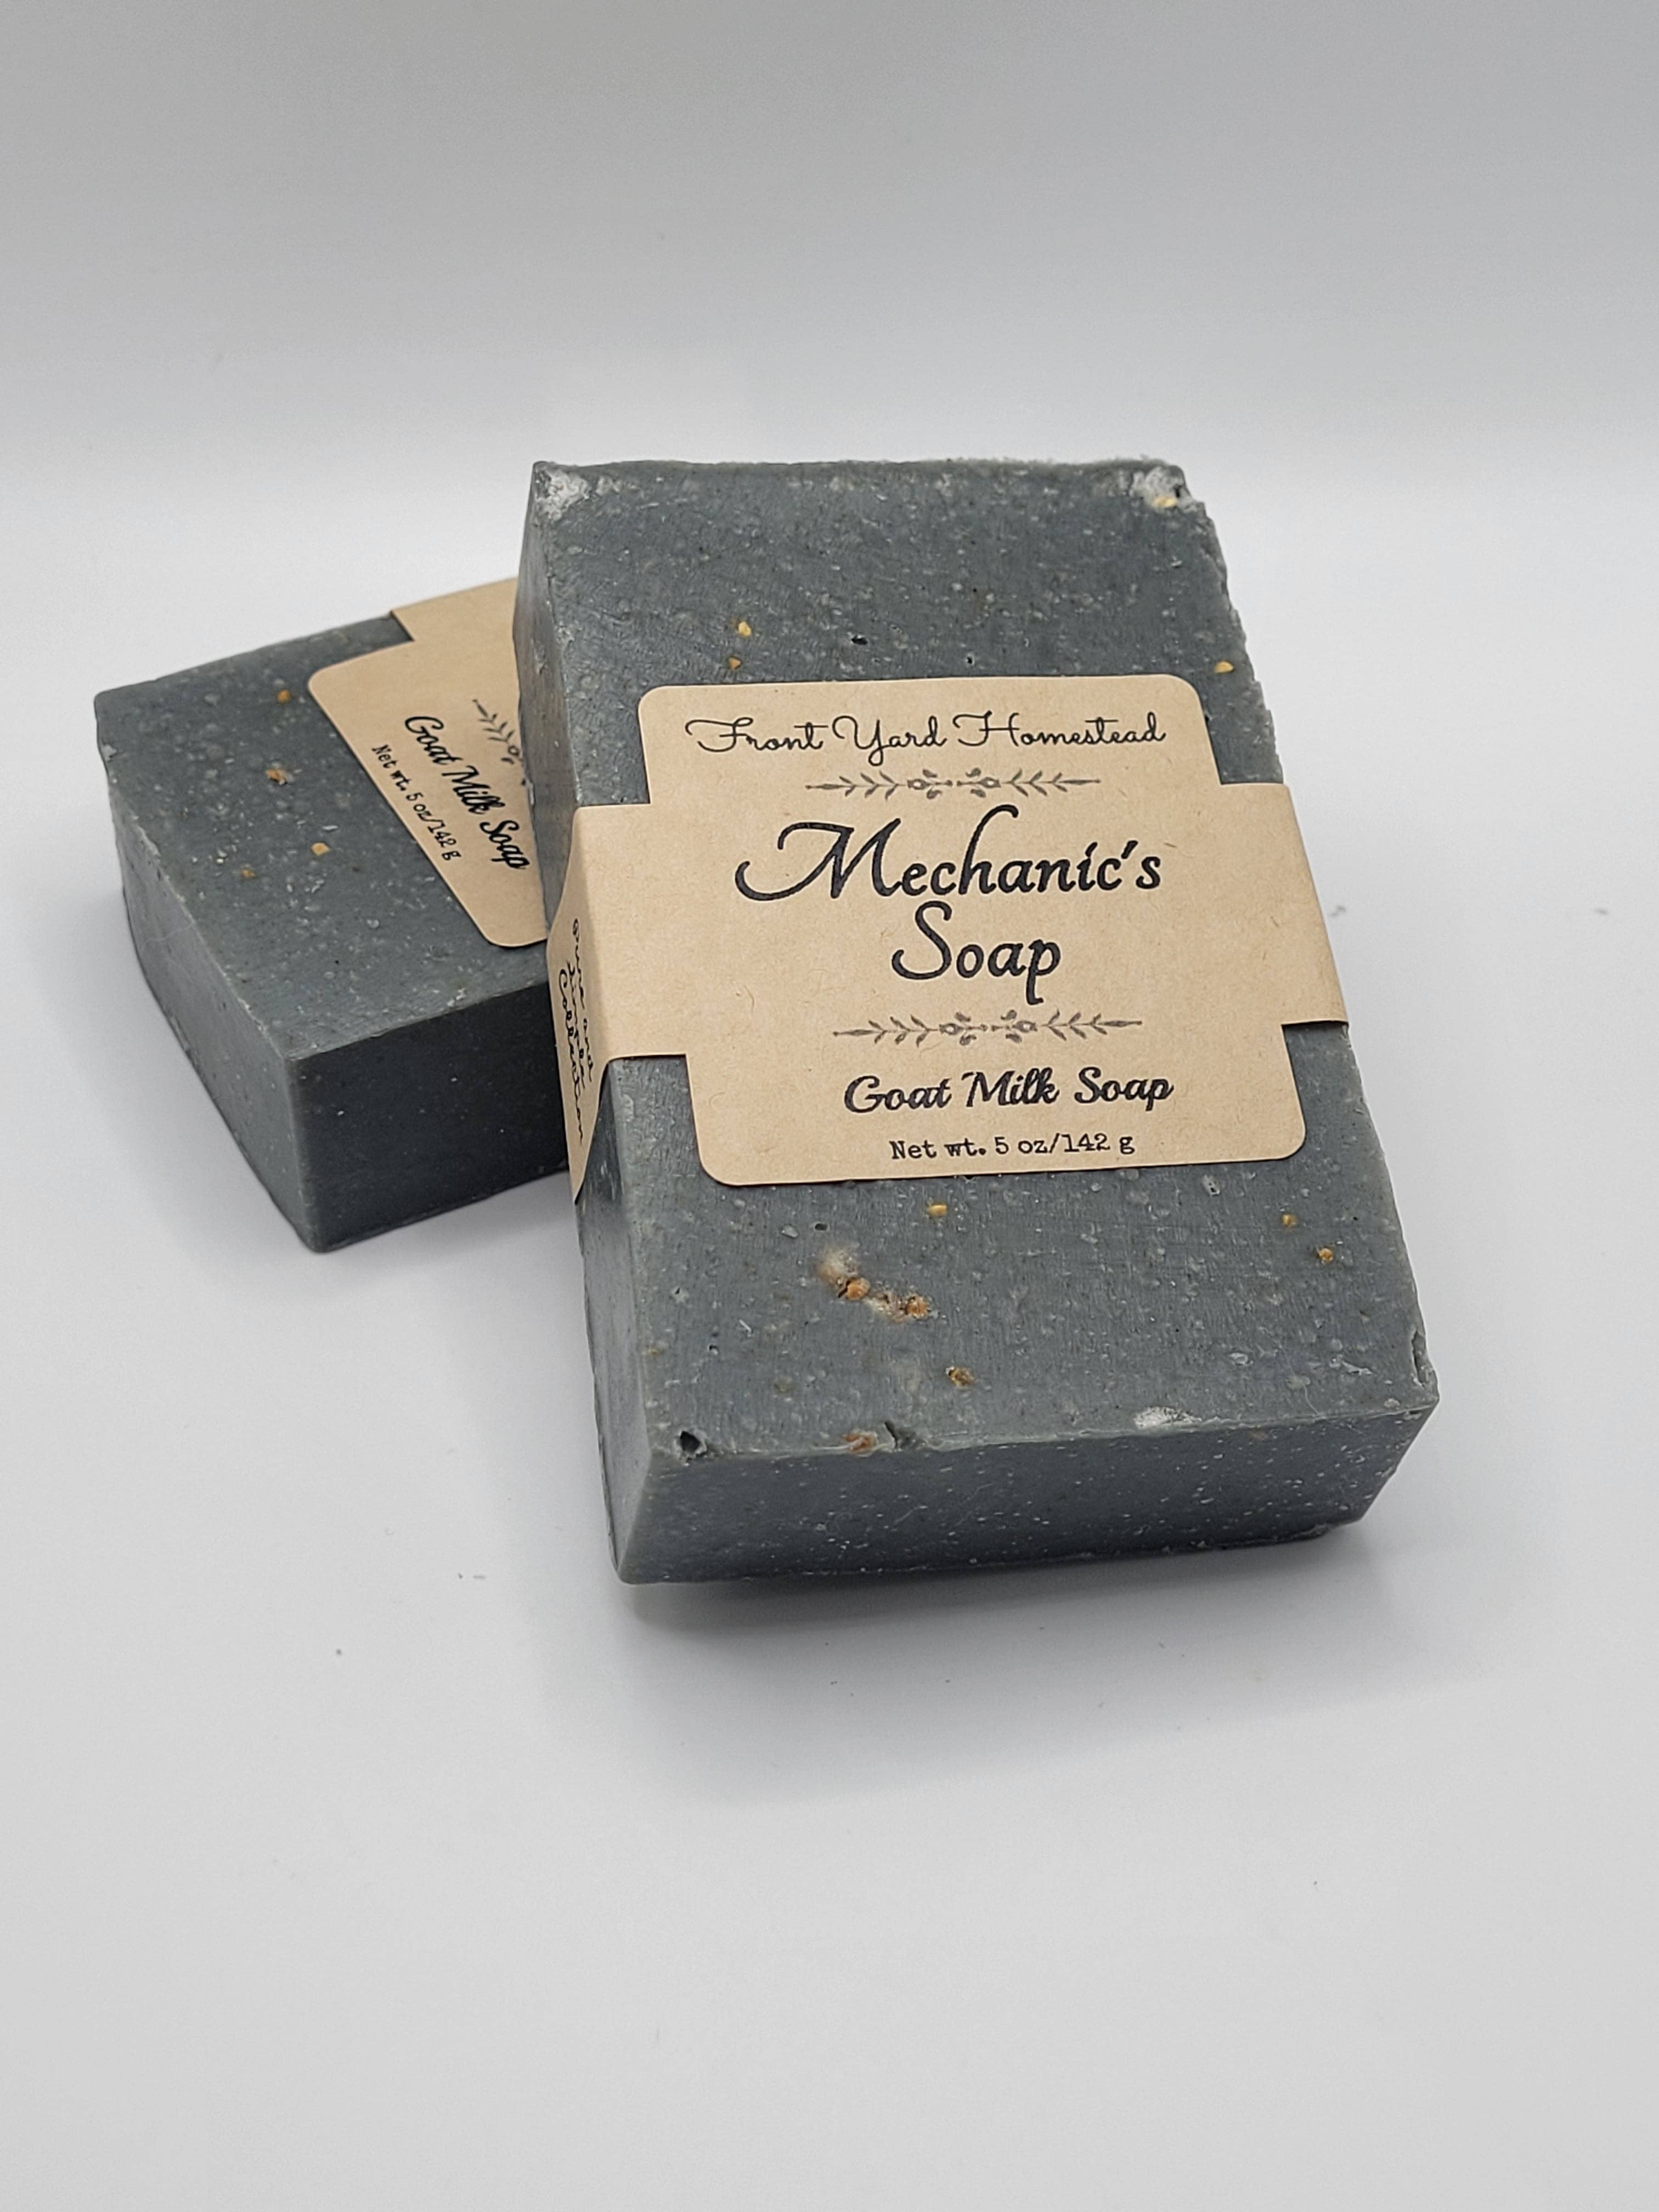 Front Yard Homestead
Mechanic's
Soap
Goat Milk Soap
Net wt. 5 oz/142 g
Goat Milk Soap
Net wt. 5 oz/142 g